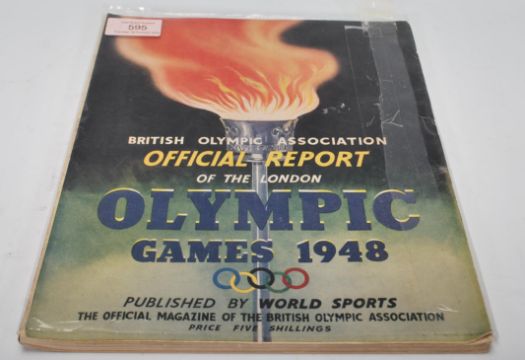 595
BRITISH OLYMPIC ASSOCIATION
OFFICIAL REPORT
OF THE LONDON
OLYMPIC
GAMES 1948
PUBLISHED BY WORLD SPORTS
THE OFFICIAL MAGAZINE OF THE BRITISH OLYMPIC ASSOCIATION
PRICE FIVE SHILLINGS